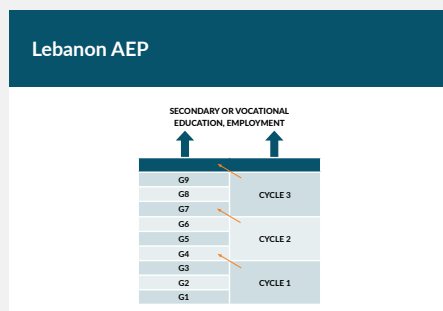 Lebanon AEP
SECONDARY OR VOCATIONAL
EDUCATION, EMPLOYMENT
G9
G8
CYCLE 3
G7
G6
G5
CYCLE 2
G4
G3
G2
CYCLE 1
G1